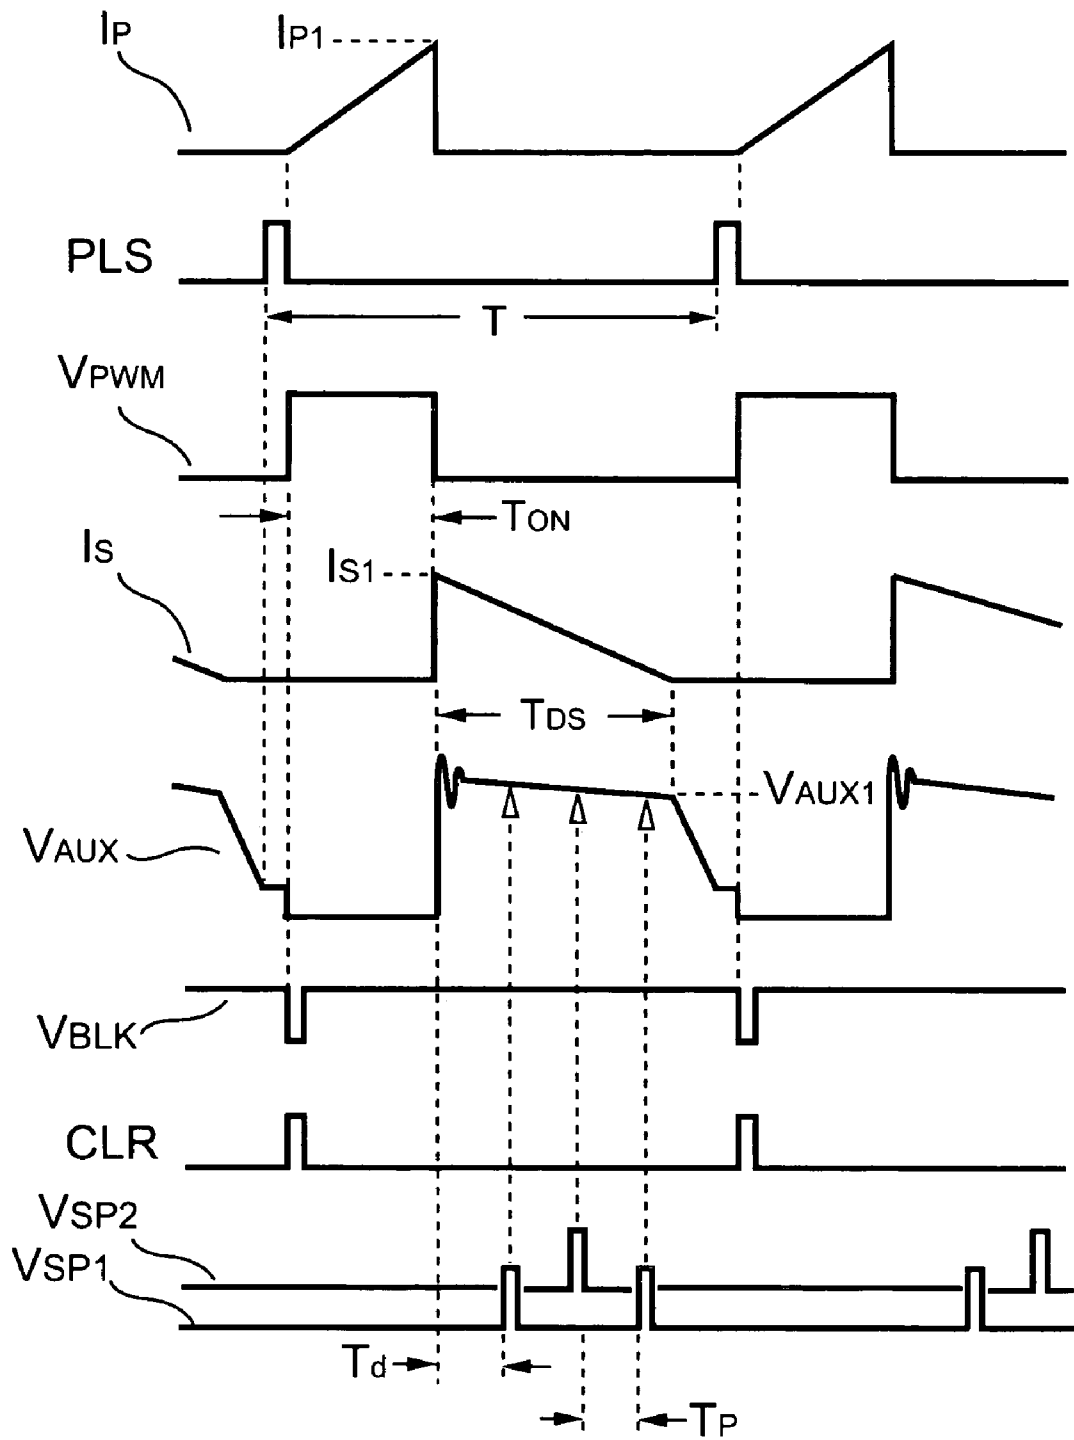 IP
IP1
PLS
T
VPWM
TON
IS
IS1
TDS
VAUX1
VAUX
VBLK
CLR
VSP2
VSP1
Td
TP